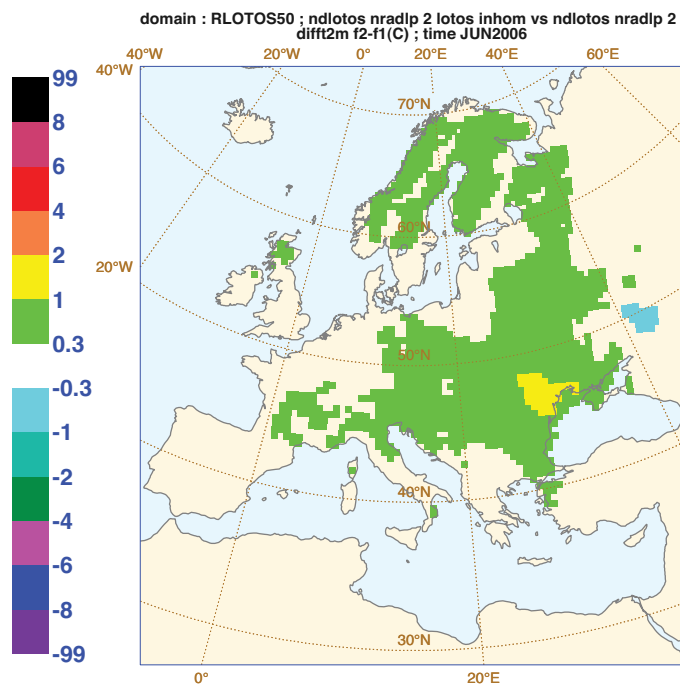 domain : RLOTOS50 ; ndlotos nradlp 2 lotos inhom vs ndlotos nradlp 2
difft2m f2-f1(C) ; time JUN2006
40°W 20°W 0° 20°E 40°E 60°E
40°W
20°W
99
8
6
4
2
1
0.3
-0.3
-1
-2
-4
-6
-8
-99
70°N
60°N
50°N
40°N
30°N
0° 20°E